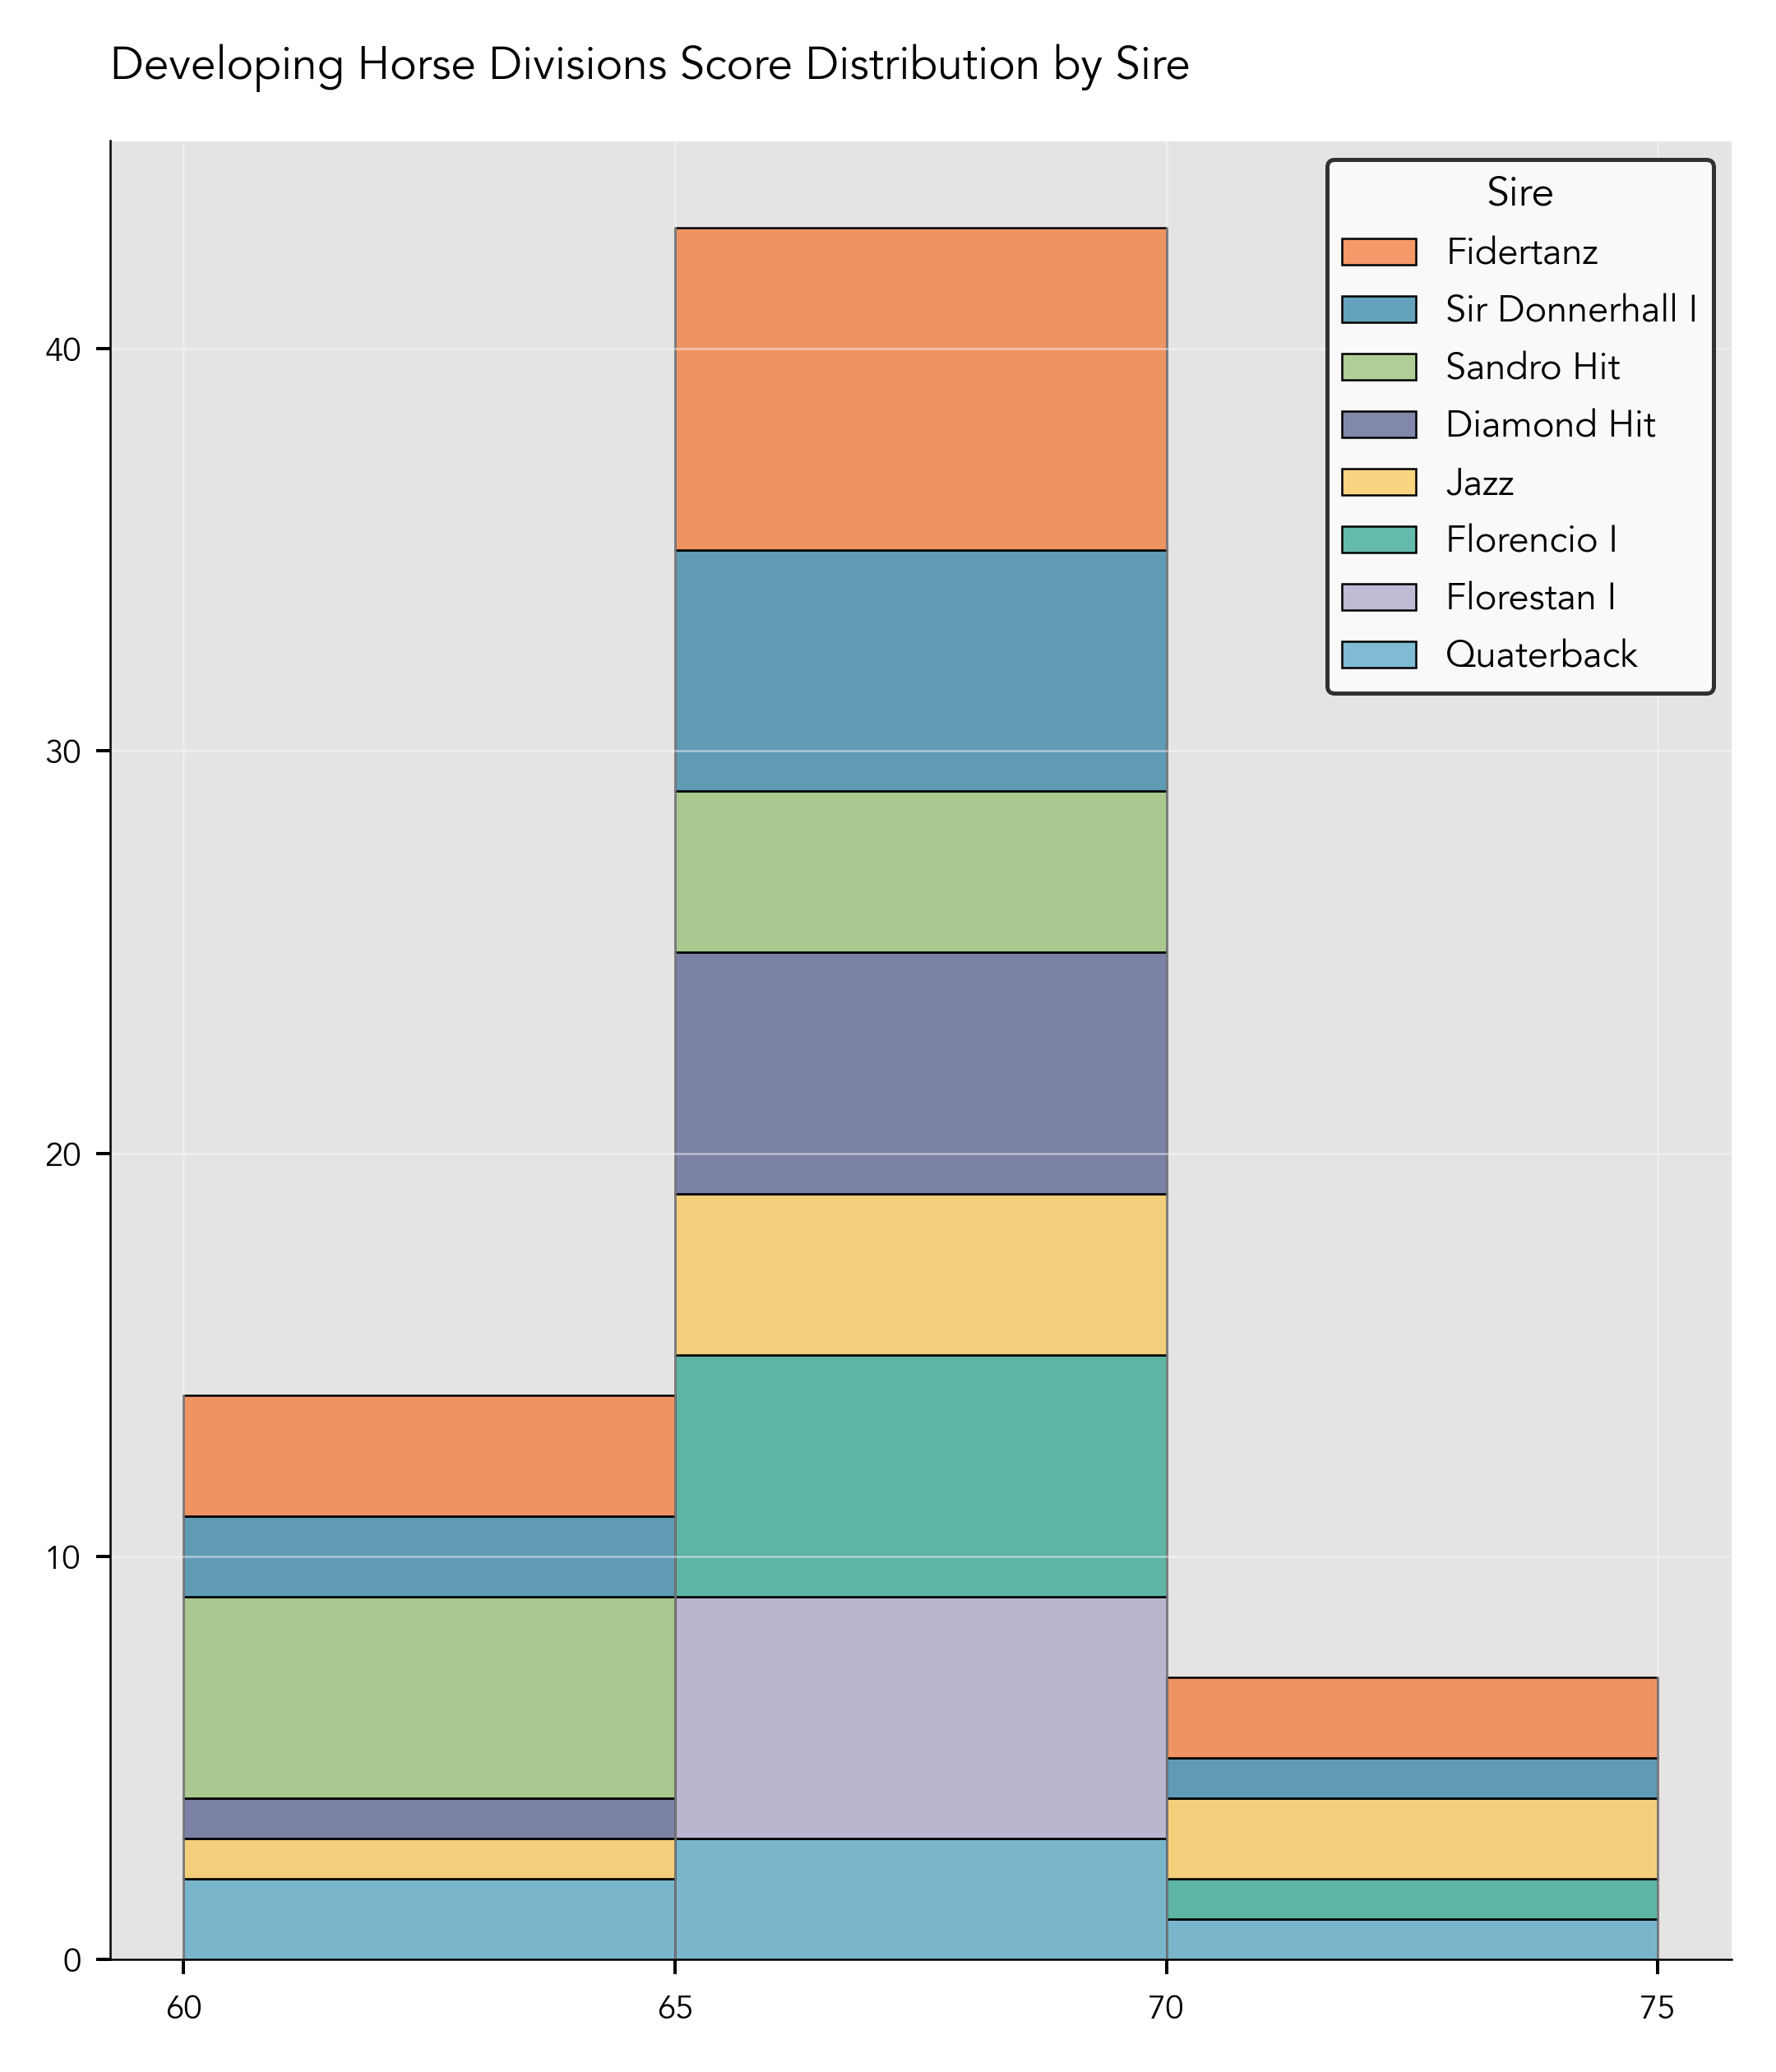 Developing Horse Divisions Score Distribution by Sire
Sire
Fidertanz
Sir Donnerhall I
Sandro Hit
Diamond Hit
Jazz
Florencio I
Florestan I
Quaterback
40
30
20
10
0
60 65 70 75